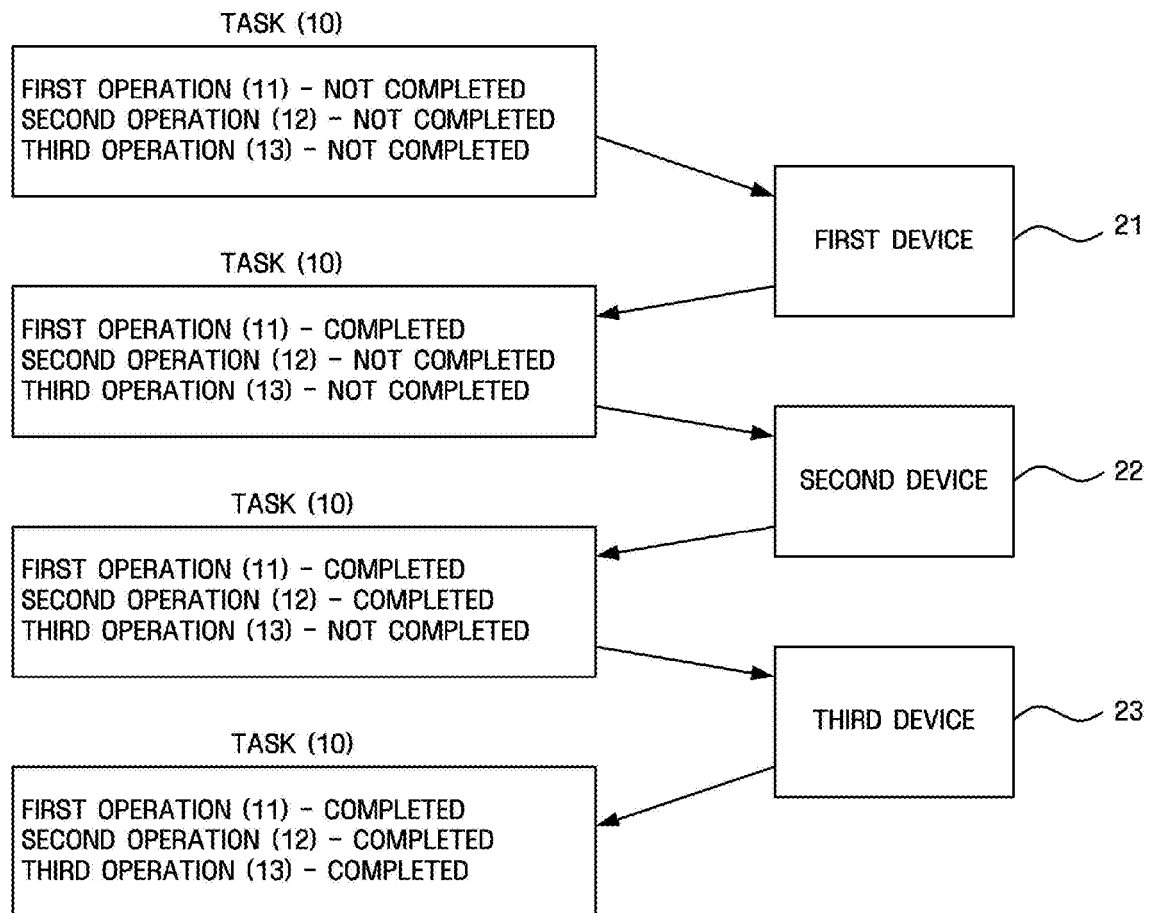 TASK (10)
FIRST OPERATION (11) – NOT COMPLETED
SECOND OPERATION (12) – NOT COMPLETED
THIRD OPERATION (13) – NOT COMPLETED
FIRST DEVICE
21
TASK (10)
FIRST OPERATION (11) – COMPLETED
SECOND OPERATION (12) – NOT COMPLETED
THIRD OPERATION (13) – NOT COMPLETED
SECOND DEVICE
22
TASK (10)
FIRST OPERATION (11) – COMPLETED
SECOND OPERATION (12) – COMPLETED
THIRD OPERATION (13) – NOT COMPLETED
THIRD DEVICE
23
TASK (10)
FIRST OPERATION (11) – COMPLETED
SECOND OPERATION (12) – COMPLETED
THIRD OPERATION (13) – COMPLETED